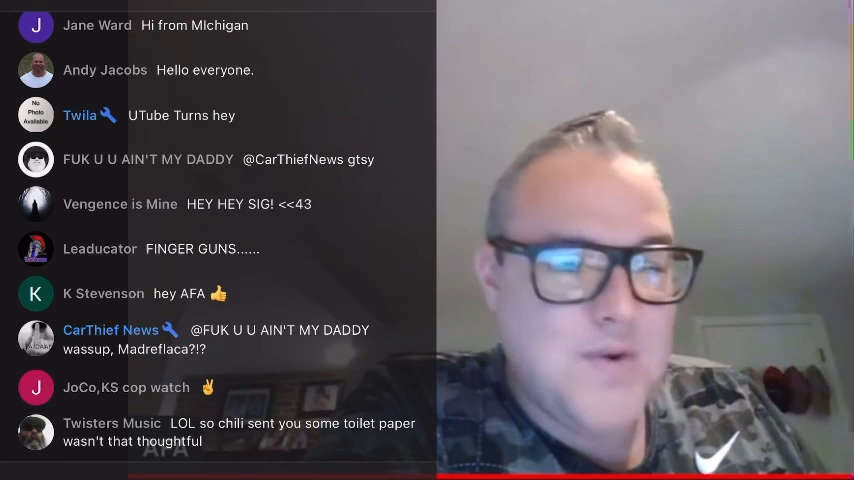 Jane Ward Hi from MIchigan
Andy Jacobs Hello everyone.
No
Photo
Available
Twila UTube Turns hey
FUK U U AIN'T MY DADDY @CarThiefNews gtsy
Vengence is Mine HEY HEY SIG! <<43
Leaducator FINGER GUNS......
K
K Stevenson hey AFA 👍
CarThief News @FUK U U AIN'T MY DADDY
wassup, Madreflaca?!?
J
JoCo,KS cop watch ✌
Twisters Music LOL so chili sent you some toilet paper
wasn't that thoughtful
AFA